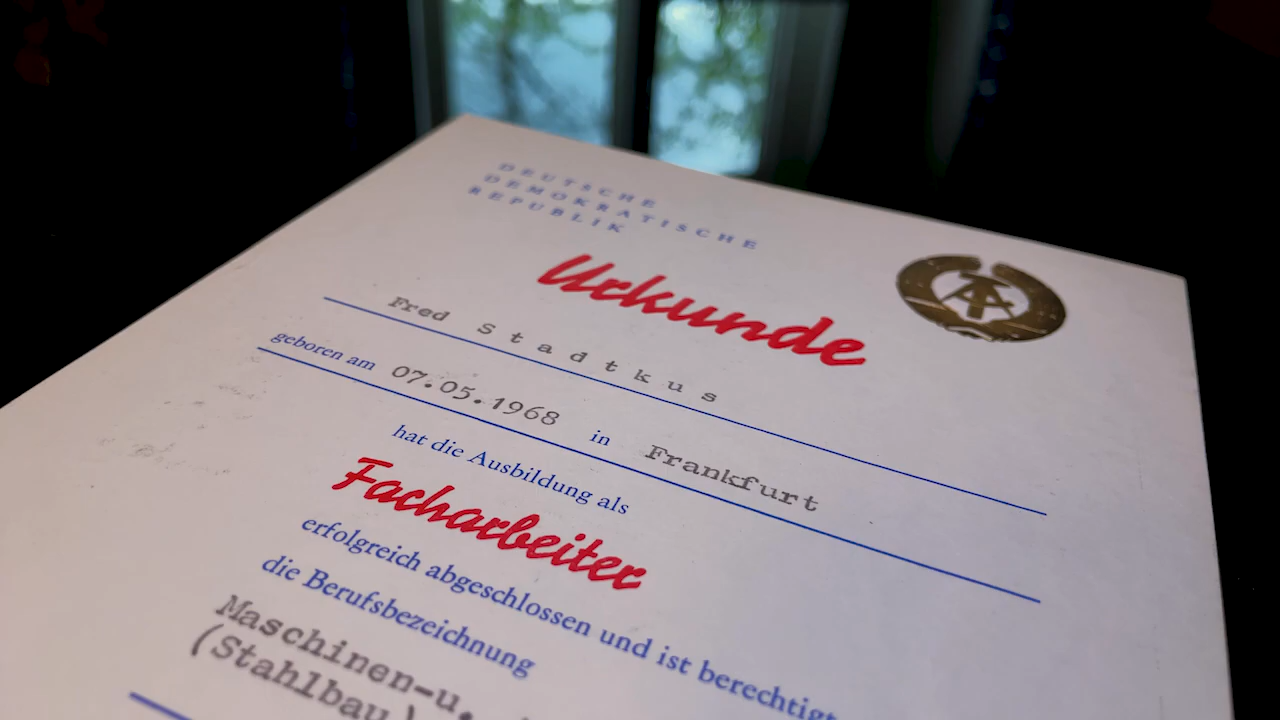 DEUTSCHE
DEMOKRATISCHE
REPUBLIK
Urkunde
Fred Stadtkus
geboren am 07.05.1968 in Frankfurt
hat die Ausbildung als
Facharbeiter
erfolgreich abgeschlossen und ist berechtigt
die Berufsbezeichnung
Maschinen-u.
(Stahlbau)